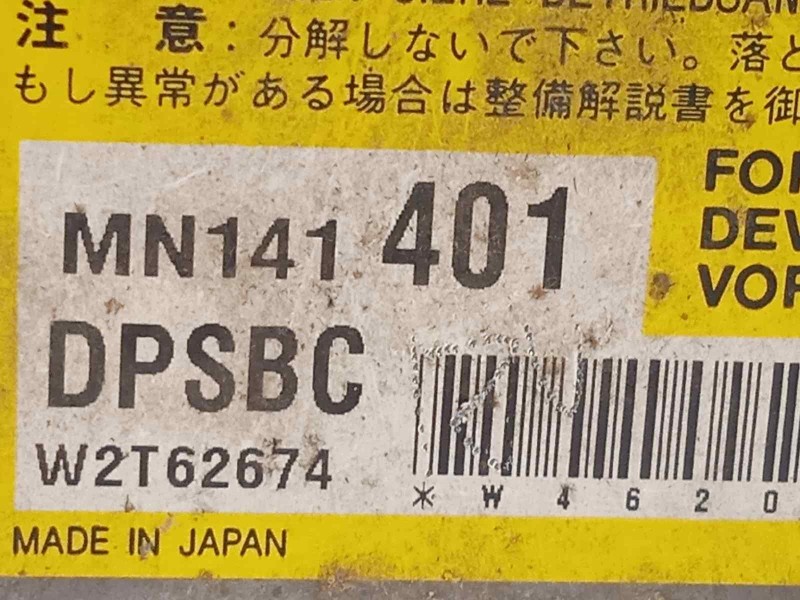 注 意：分解しないで下さい。落と
もし異常がある場合は整備解説書を御
MN141 401
DPSBC
W2T62674
* W 4 6 2 0
MADE IN JAPAN
FOR
DEV
VOR